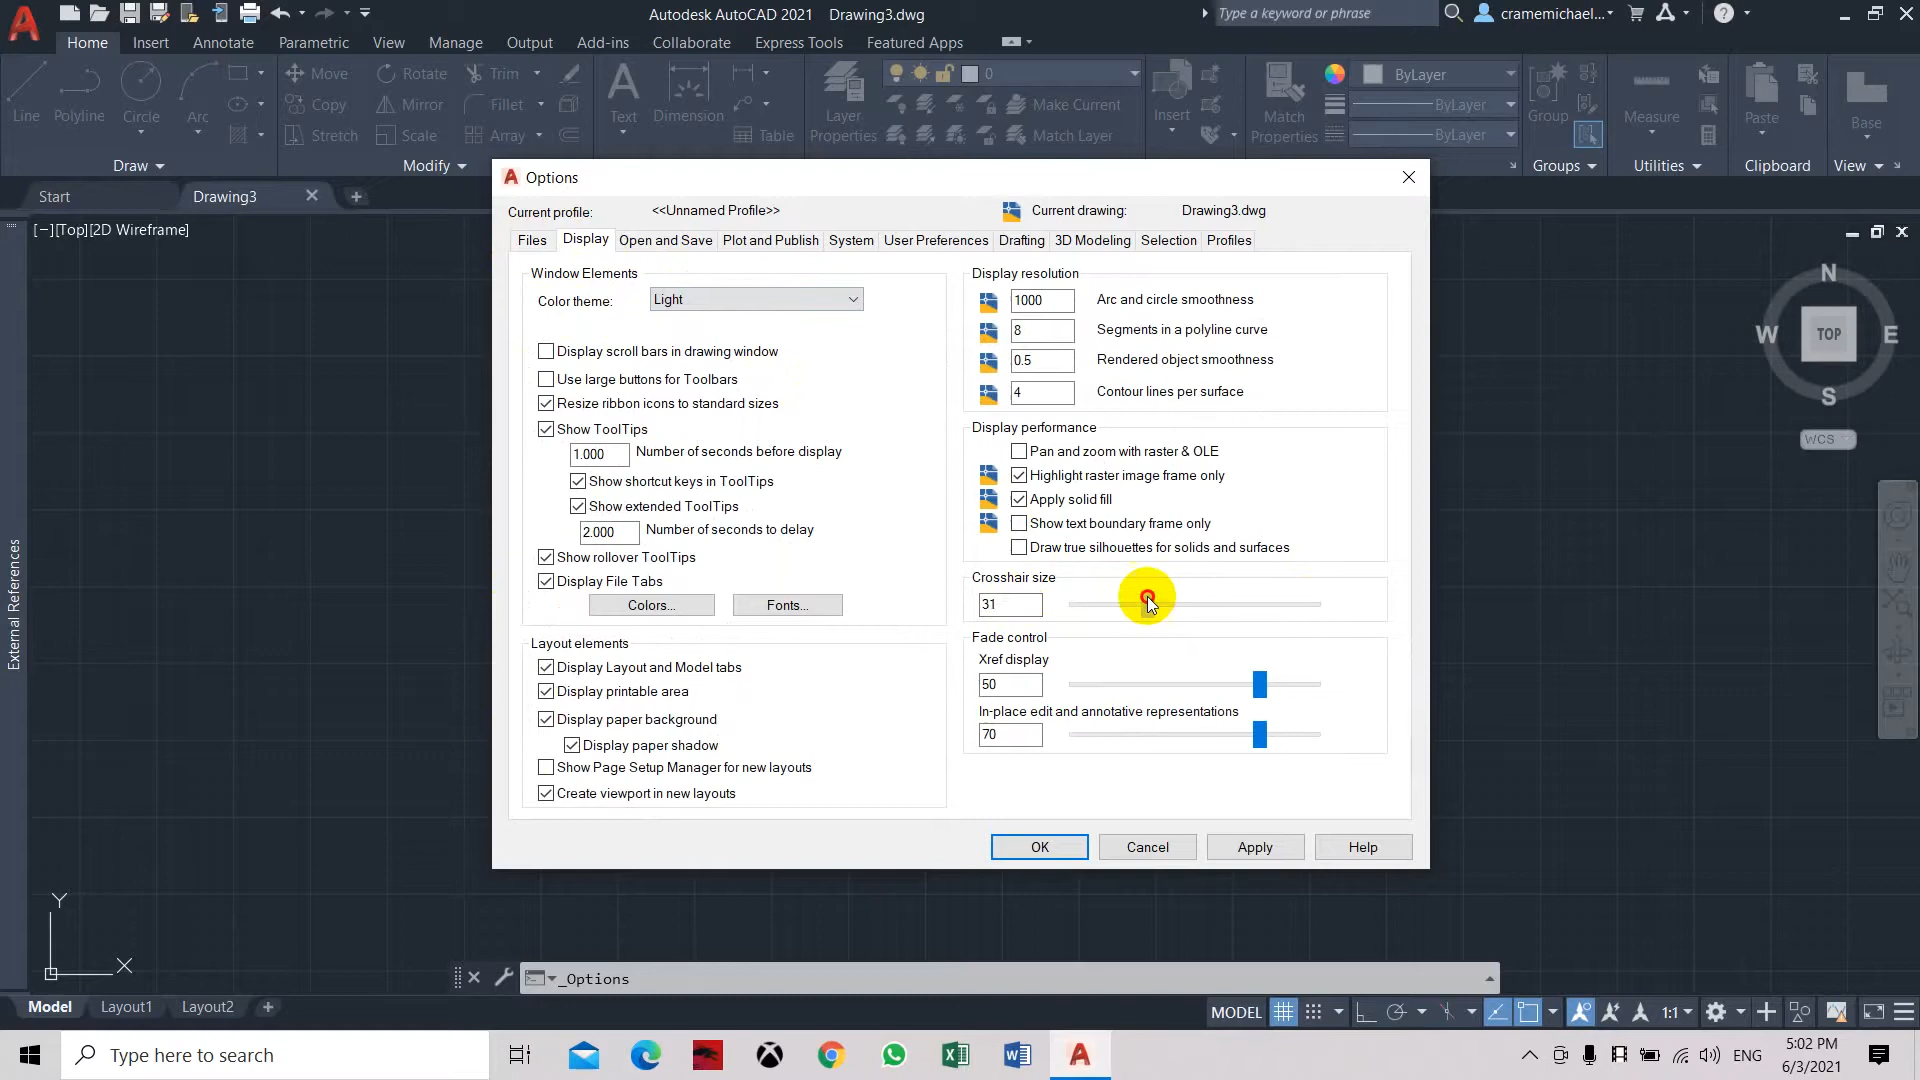 Autodesk AutoCAD 2021 Drawing3.dwg
Type a keyword or phrase
cramemichael...
Home Insert Annotate Parametric View Manage Output Add-ins Collaborate Express Tools Featured Apps
Line Polyline Circle Arc
Move Rotate Trim
Copy Mirror Fillet
Stretch Scale Array
Text Dimension Table
Layer Properties
0
Make Current
Match Layer
Insert
Match Properties
ByLayer
ByLayer
ByLayer
Group
Measure
Paste
Base
Draw Modify Groups Utilities Clipboard View
Start Drawing3
[−][Top][2D Wireframe]
Options
Current profile: <<Unnamed Profile>> Current drawing: Drawing3.dwg
Files Display Open and Save Plot and Publish System User Preferences Drafting 3D Modeling Selection Profiles
Window Elements
Color theme: Light
Display scroll bars in drawing window
Use large buttons for Toolbars
Resize ribbon icons to standard sizes
Show ToolTips
1.000 Number of seconds before display
Show shortcut keys in ToolTips
Show extended ToolTips
2.000 Number of seconds to delay
Show rollover ToolTips
Display File Tabs
Colors... Fonts...
Layout elements
Display Layout and Model tabs
Display printable area
Display paper background
Display paper shadow
Show Page Setup Manager for new layouts
Create viewport in new layouts
Display resolution
1000 Arc and circle smoothness
8 Segments in a polyline curve
0.5 Rendered object smoothness
4 Contour lines per surface
Display performance
Pan and zoom with raster & OLE
Highlight raster image frame only
Apply solid fill
Show text boundary frame only
Draw true silhouettes for solids and surfaces
Crosshair size
31
Fade control
Xref display
50
In-place edit and annotative representations
70
OK Cancel Apply Help
N
W TOP E
S
WCS
External References
Y
X
_Options
Model Layout1 Layout2
MODEL 1:1
Type here to search
ENG
5:02 PM
6/3/2021